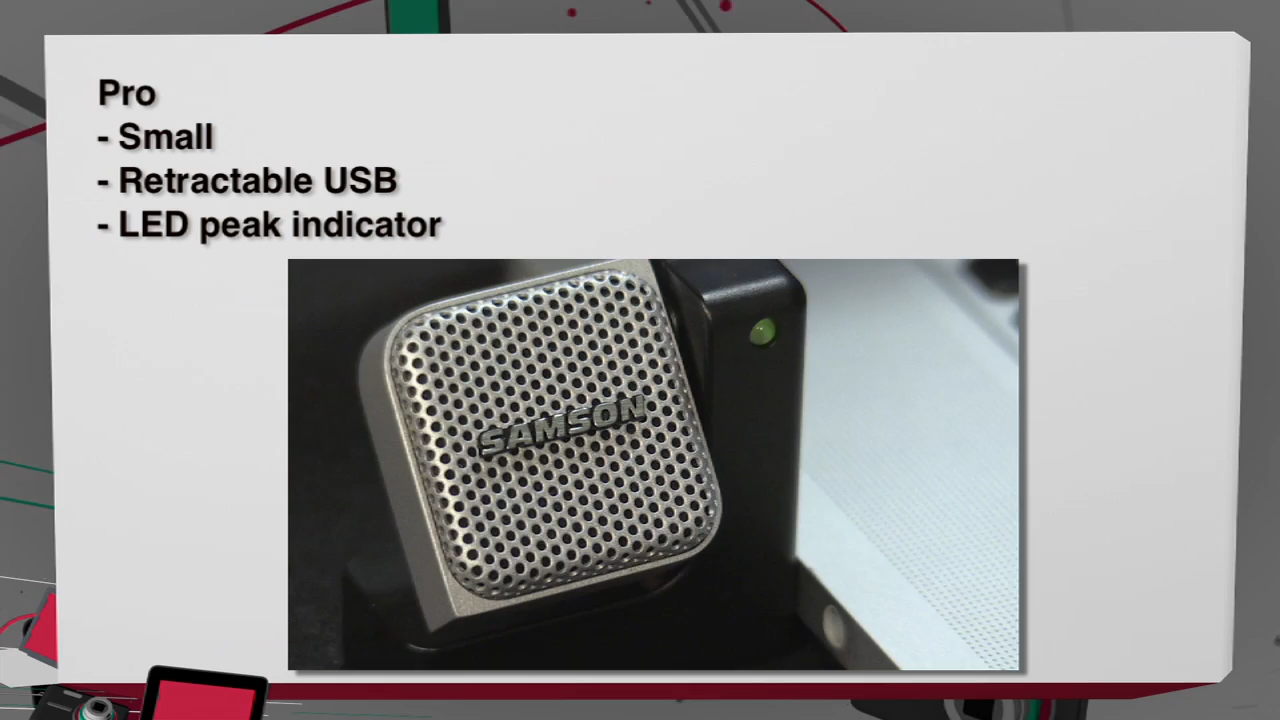 Pro
- Small
- Retractable USB
- LED peak indicator
SAMSON